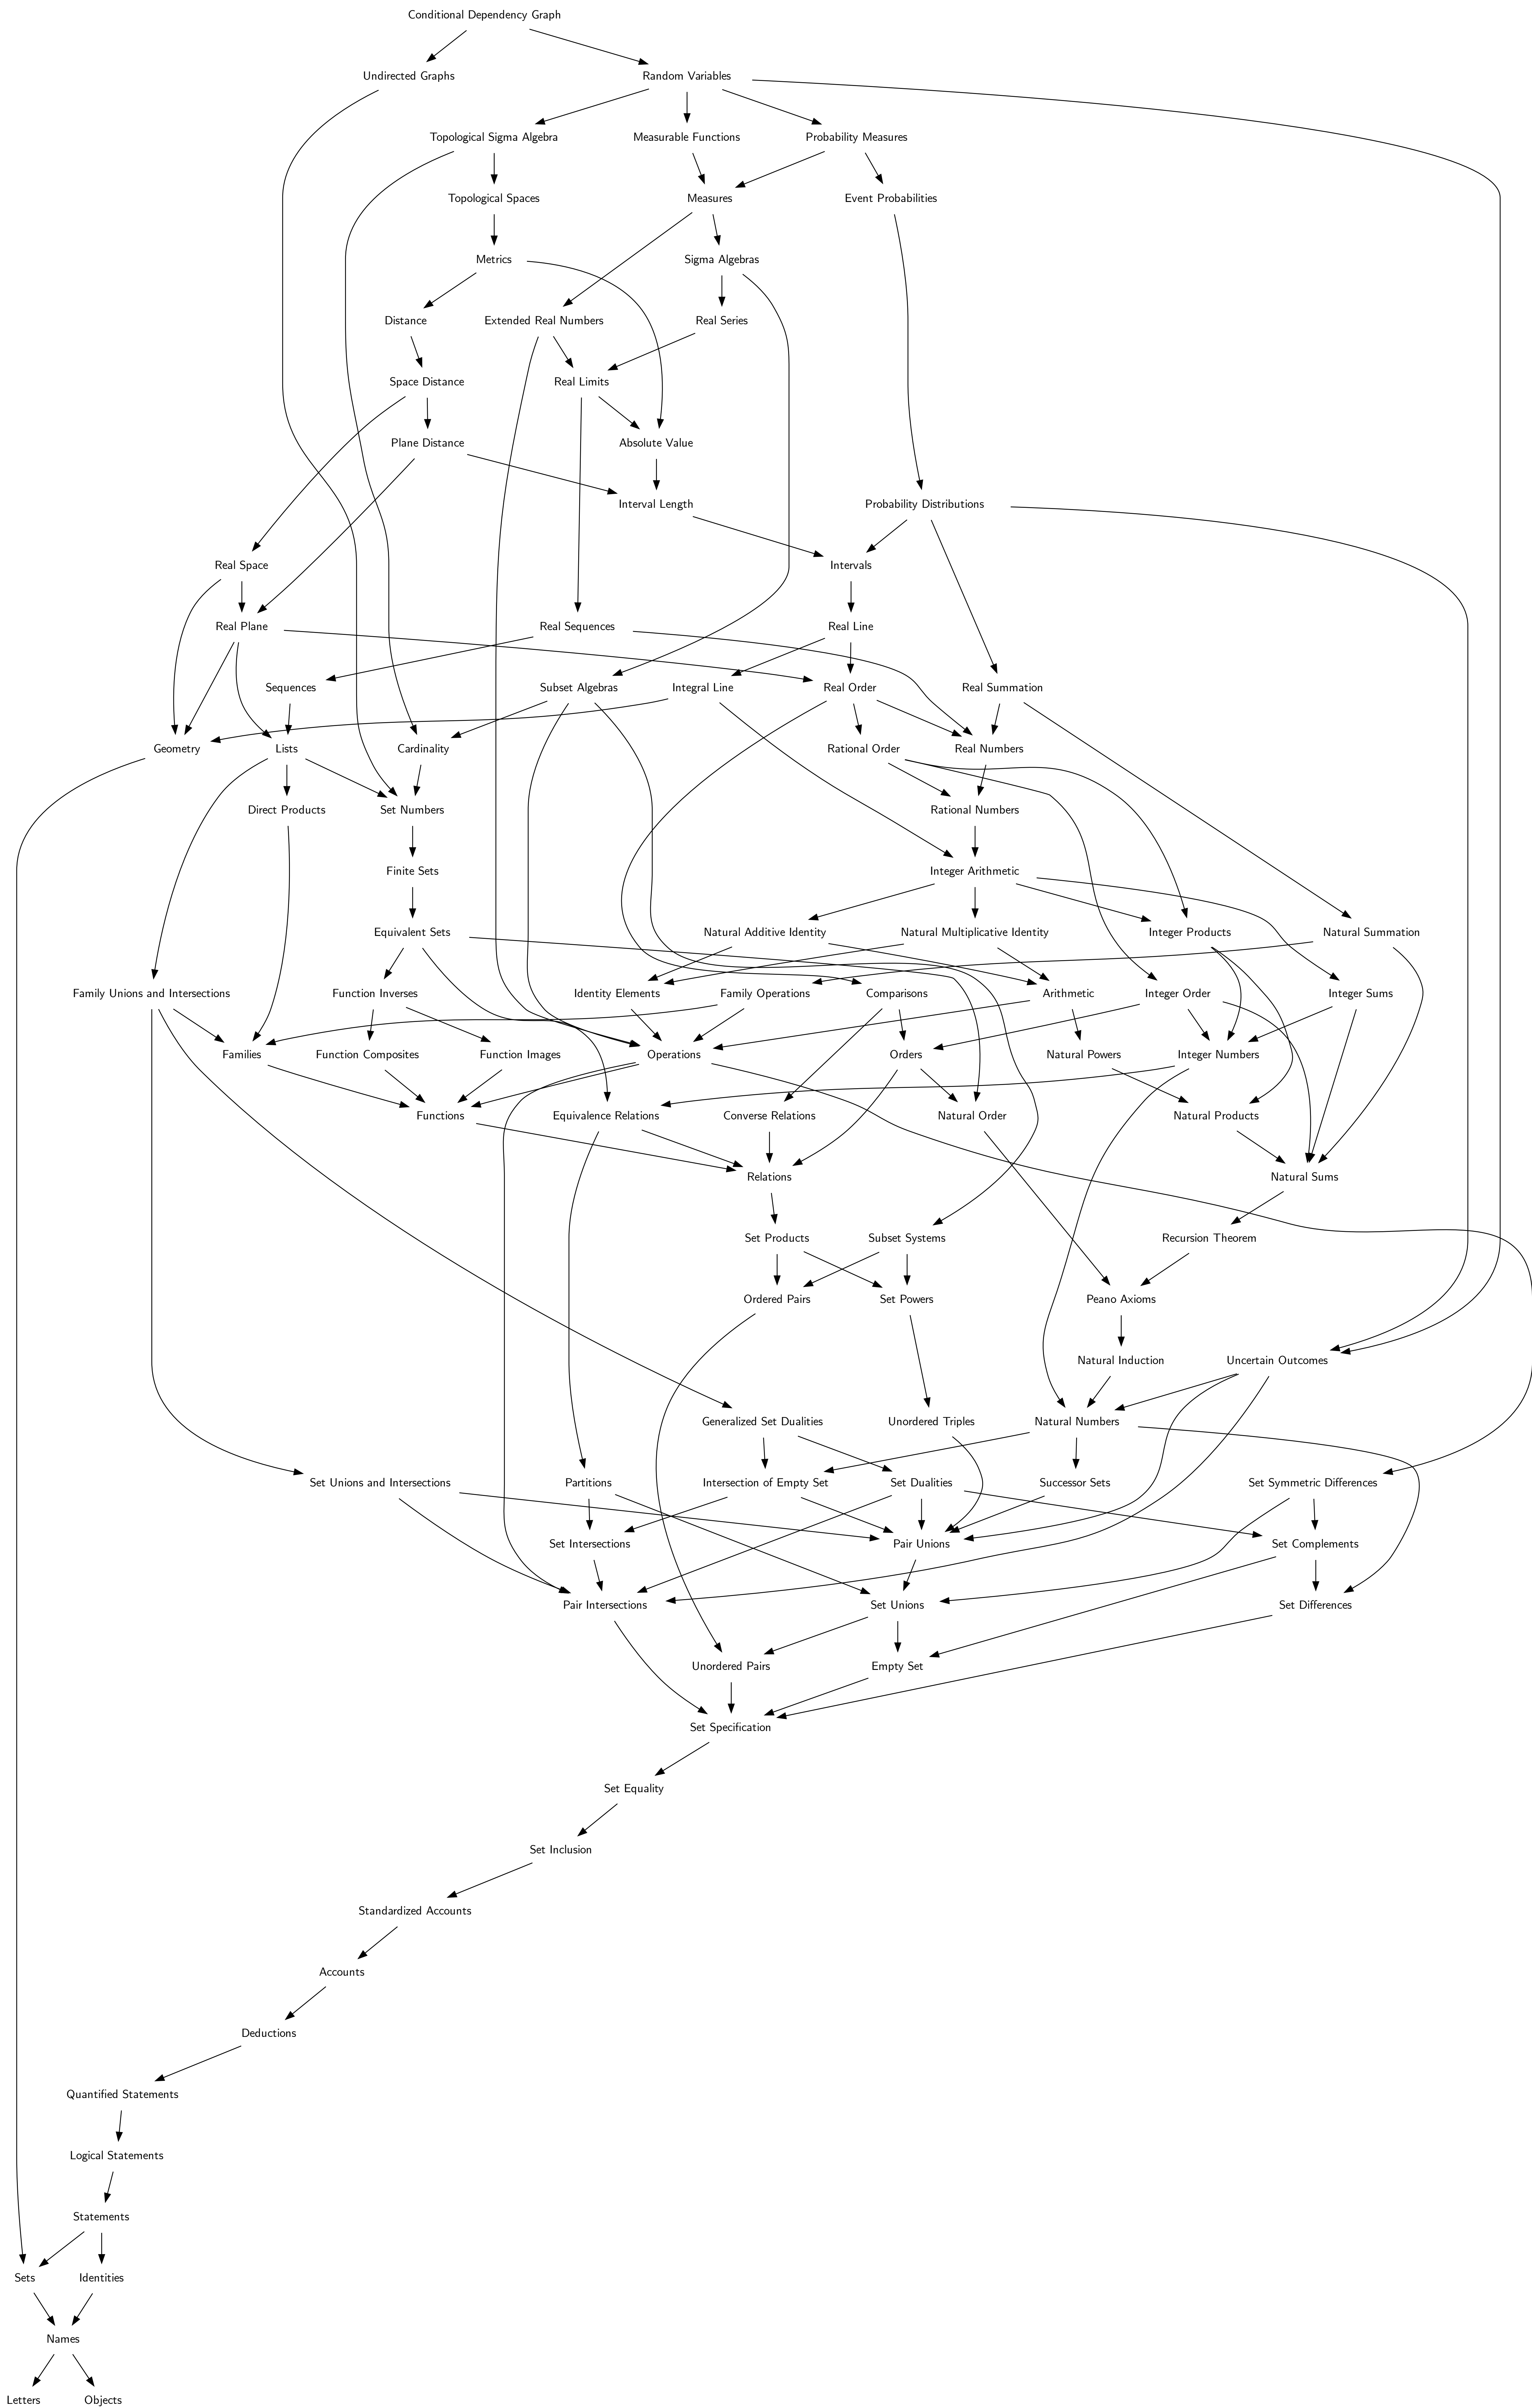 Conditional Dependency Graph
Undirected Graphs
Random Variables
Topological Sigma Algebra
Measurable Functions
Probability Measures
Topological Spaces
Measures
Event Probabilities
Metrics
Sigma Algebras
Distance
Extended Real Numbers
Real Series
Space Distance
Real Limits
Plane Distance
Absolute Value
Interval Length
Probability Distributions
Real Space
Intervals
Real Plane
Real Sequences
Real Line
Sequences
Subset Algebras
Integral Line
Real Order
Real Summation
Geometry
Lists
Cardinality
Rational Order
Real Numbers
Direct Products
Set Numbers
Rational Numbers
Finite Sets
Integer Arithmetic
Equivalent Sets
Natural Additive Identity
Natural Multiplicative Identity
Integer Products
Natural Summation
Family Unions and Intersections
Function Inverses
Identity Elements
Family Operations
Comparisons
Arithmetic
Integer Order
Integer Sums
Families
Function Composites
Function Images
Operations
Orders
Natural Powers
Integer Numbers
Functions
Equivalence Relations
Converse Relations
Natural Order
Natural Products
Relations
Natural Sums
Set Products
Subset Systems
Recursion Theorem
Ordered Pairs
Set Powers
Peano Axioms
Natural Induction
Uncertain Outcomes
Generalized Set Dualities
Unordered Triples
Natural Numbers
Set Unions and Intersections
Partitions
Intersection of Empty Set
Set Dualities
Successor Sets
Set Symmetric Differences
Set Intersections
Pair Unions
Set Complements
Pair Intersections
Set Unions
Set Differences
Unordered Pairs
Empty Set
Set Specification
Set Equality
Set Inclusion
Standardized Accounts
Accounts
Deductions
Quantified Statements
Logical Statements
Statements
Sets
Identities
Names
Letters
Objects